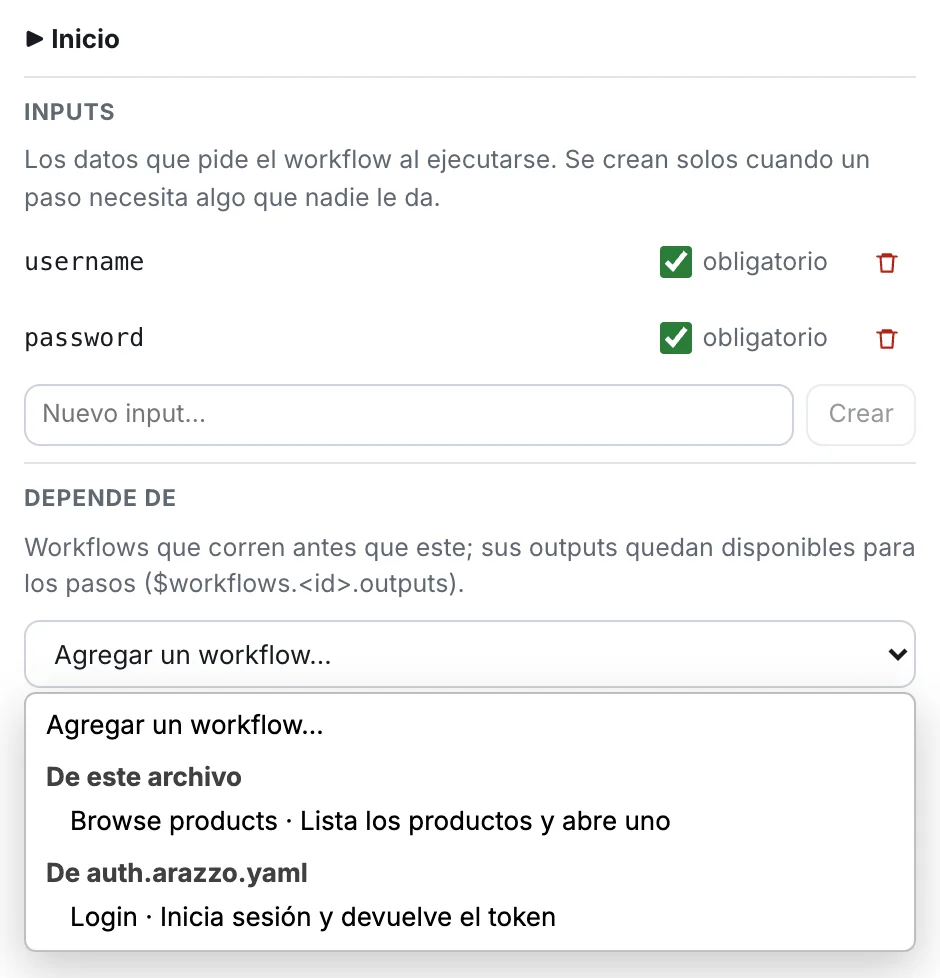 Inicio
INPUTS
Los datos que pide el workflow al ejecutarse. Se crean solos cuando un
paso necesita algo que nadie le da.
username obligatorio
password obligatorio
Nuevo input... Crear
DEPENDE DE
Workflows que corren antes que este; sus outputs quedan disponibles para
los pasos ($workflows.<id>.outputs).
Agregar un workflow...
Agregar un workflow...
De este archivo
Browse products · Lista los productos y abre uno
De auth.arazzo.yaml
Login · Inicia sesión y devuelve el token